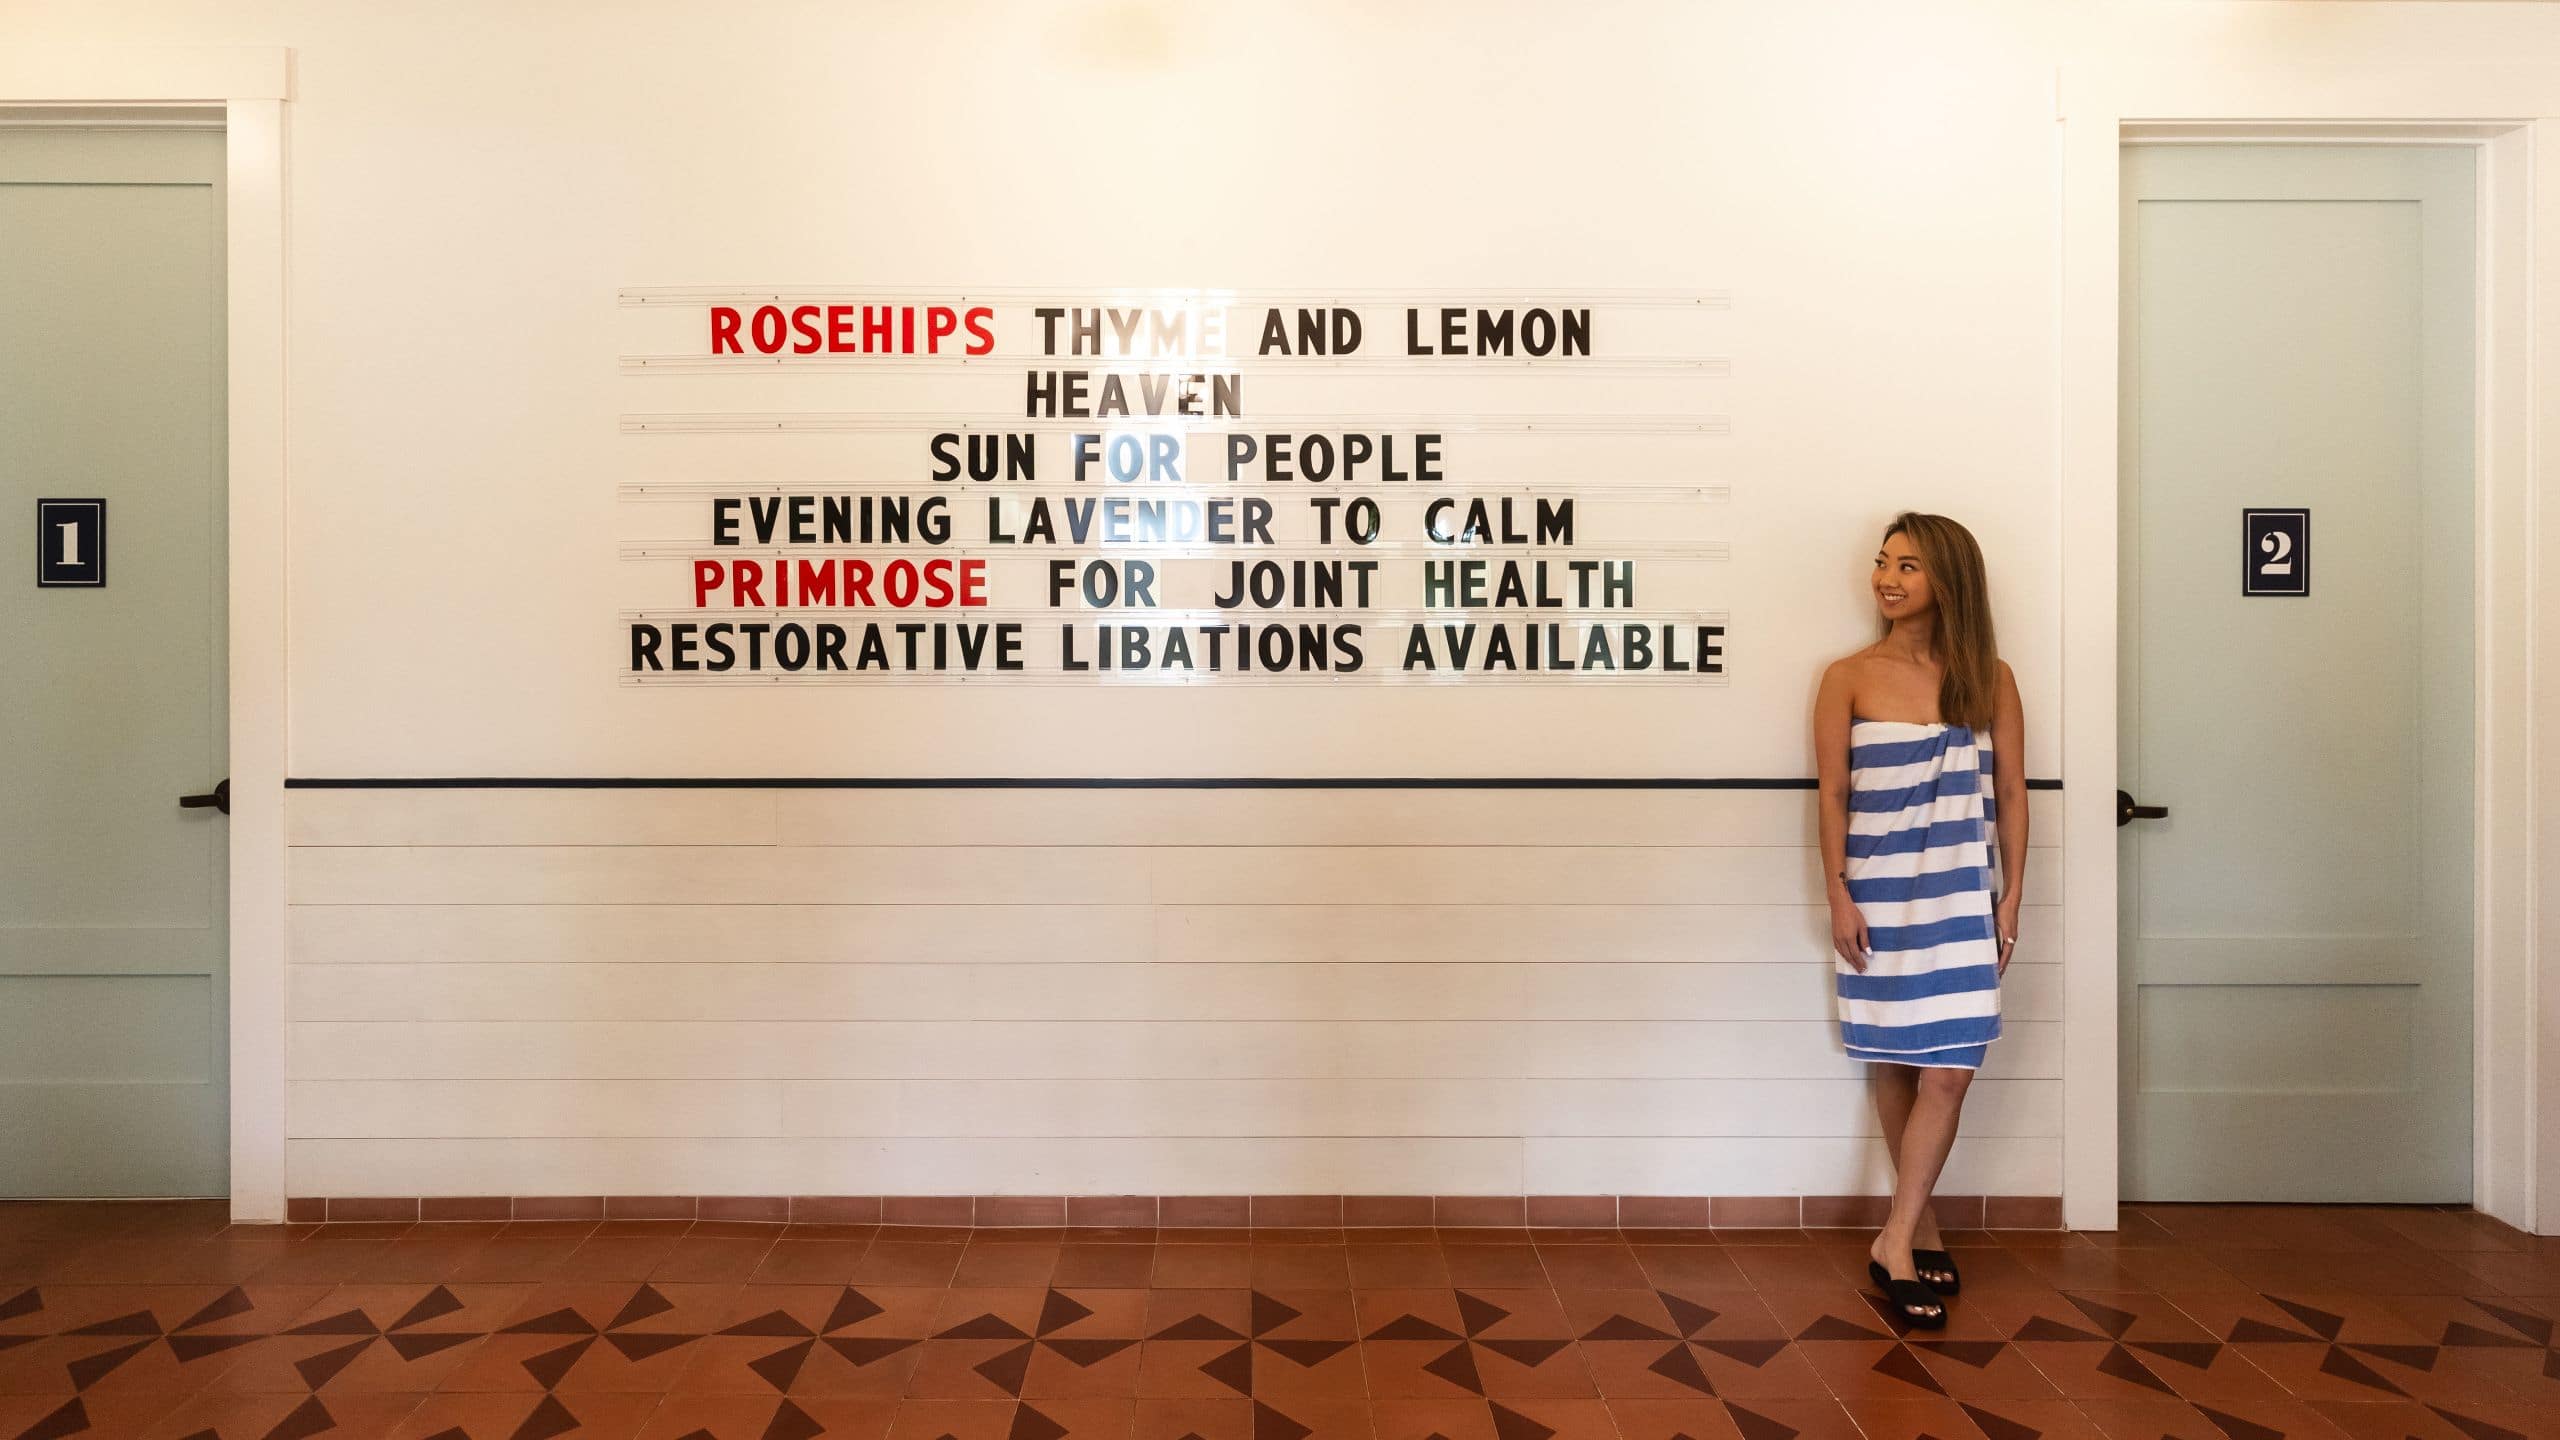 1
ROSEHIPS THYME AND LEMON
HEAVEN
SUN FOR PEOPLE
EVENING LAVENDER TO CALM
PRIMROSE FOR JOINT HEALTH
RESTORATIVE LIBATIONS AVAILABLE
2